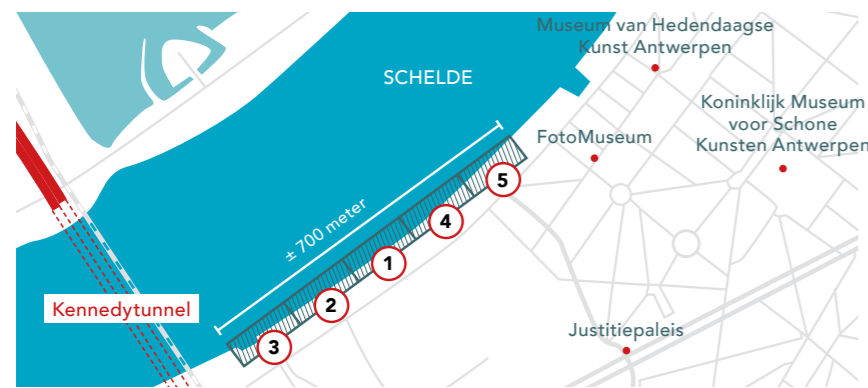 Museum van Hedendaagse
Kunst Antwerpen
SCHELDE
Koninklijk Museum
voor Schone
Kunsten Antwerpen
FotoMuseum
5
± 700 meter
4
1
Kennedytunnel
2
3
Justitiepaleis